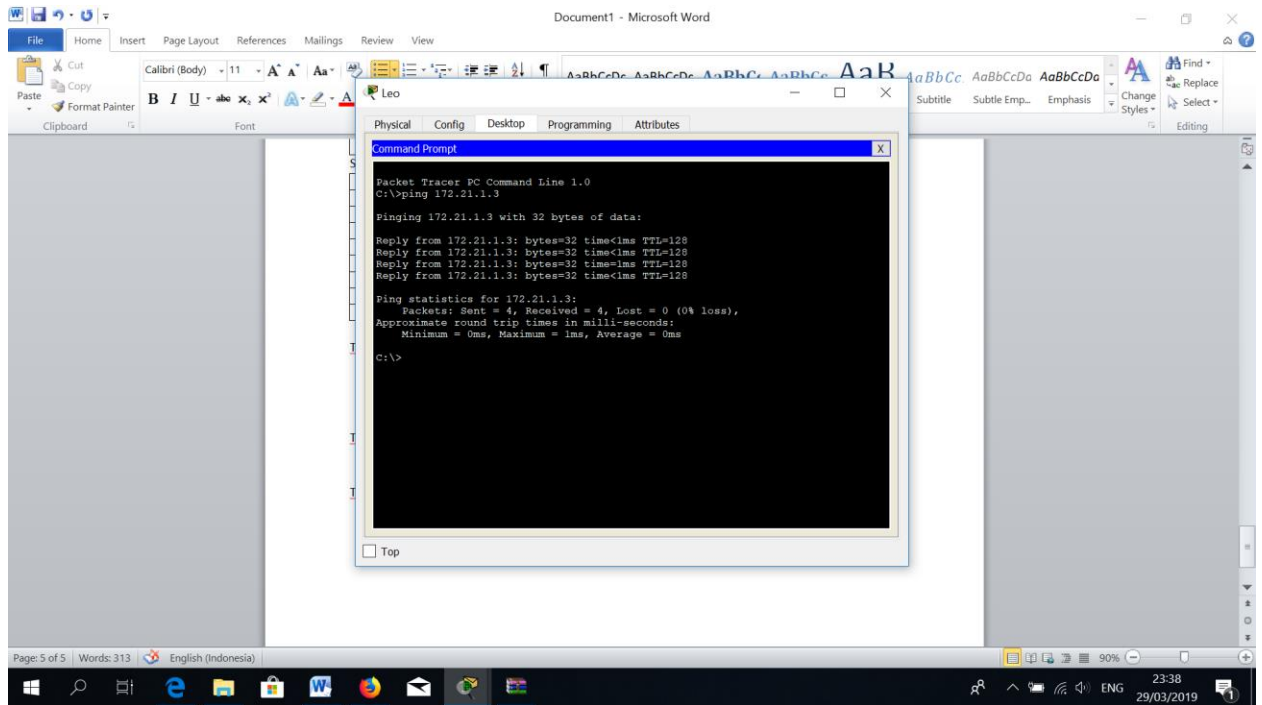 Document1 - Microsoft Word
File Home Insert Page Layout References Mailings Review View
Cut
Copy
Format Painter
Paste
Clipboard
Calibri (Body) 11
Font
AaBbCcDc AaBbCcDc AaBbCc AaBbCc AaB AaBbCc AaBbCcDa AaBbCcDa
Subtitle Subtle Emp... Emphasis
Change Styles
Find
Replace
Select
Editing
Leo
Physical Config Desktop Programming Attributes
Command Prompt X
Packet Tracer PC Command Line 1.0
C:\>ping 172.21.1.3
Pinging 172.21.1.3 with 32 bytes of data:
Reply from 172.21.1.3: bytes=32 time<1ms TTL=128
Reply from 172.21.1.3: bytes=32 time<1ms TTL=128
Reply from 172.21.1.3: bytes=32 time=1ms TTL=128
Reply from 172.21.1.3: bytes=32 time<1ms TTL=128
Ping statistics for 172.21.1.3:
Packets: Sent = 4, Received = 4, Lost = 0 (0% loss),
Approximate round trip times in milli-seconds:
Minimum = 0ms, Maximum = 1ms, Average = 0ms
C:\>
Top
Page: 5 of 5 Words: 313 English (Indonesia) 90%
ENG
23:38
29/03/2019